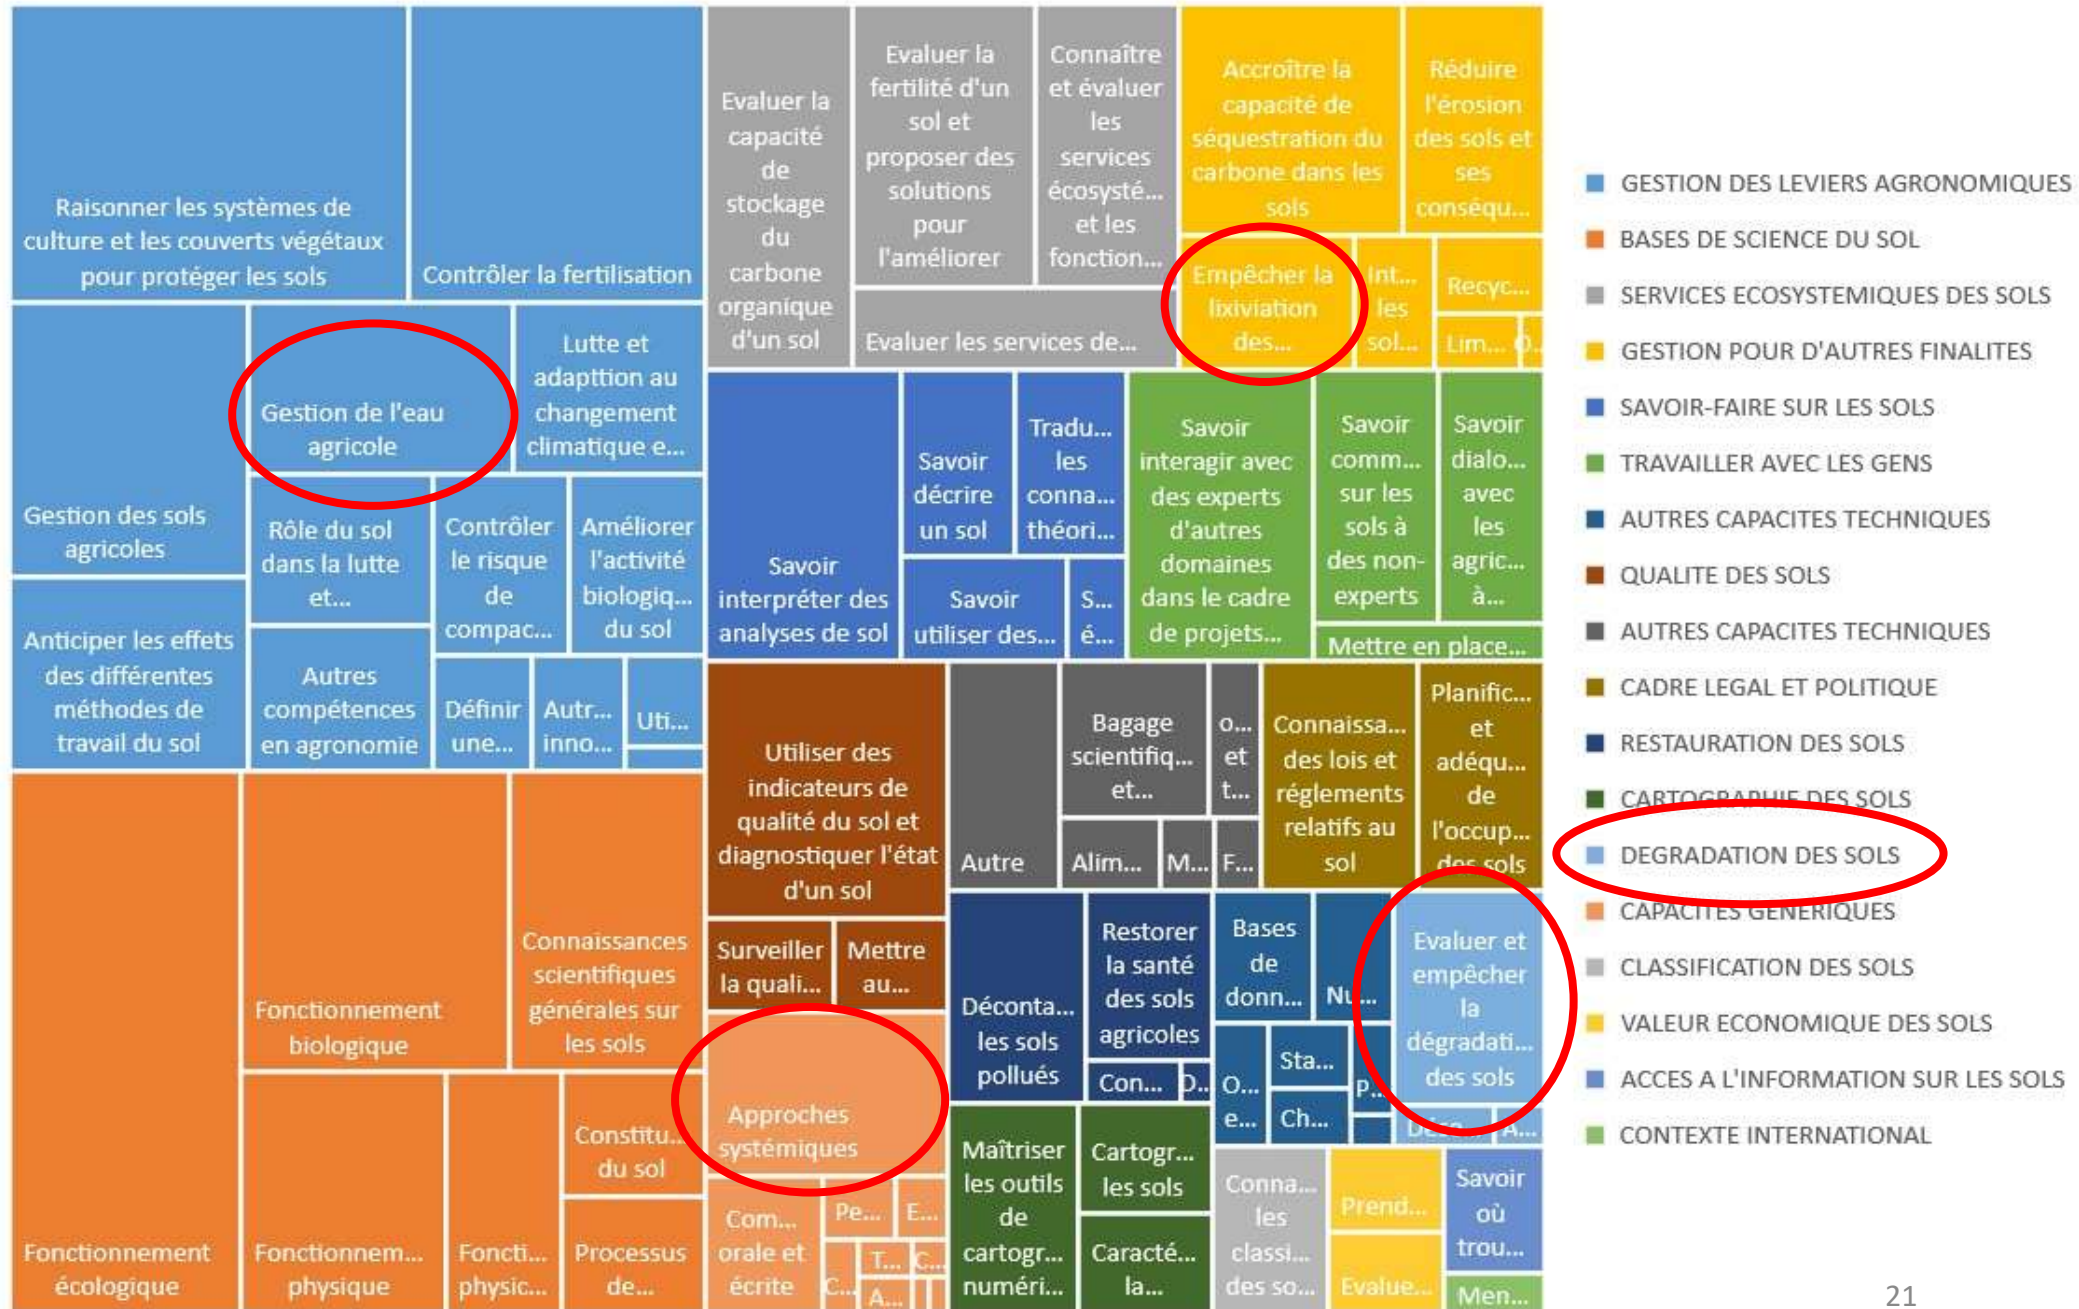 Raisonner les systèmes de
culture et les couverts végétaux
pour protéger les sols
Contrôler la fertilisation
Gestion des sols
agricoles
Gestion de l'eau
agricole
Lutte et
adapttion au
changement
climatique e...
Anticiper les effets
des différentes
méthodes de
travail du sol
Rôle du sol
dans la lutte
et...
Contrôler
le risque
de
compac...
Améliorer
l'activité
biologiq...
du sol
Autres
compétences
en agronomie
Définir
une...
Autr...
inno...
Uti...
Fonctionnement
écologique
Fonctionnement
biologique
Connaissances
scientifiques
générales sur
les sols
Fonctionnem...
physique
Foncti...
physic...
Constitu...
du sol
Processus
de...
Evaluer la
capacité
de
stockage
du
carbone
organique
d'un sol
Evaluer la
fertilité d'un
sol et
proposer des
solutions
pour
l'améliorer
Connaître
et évaluer
les
services
écosysté...
et les
fonction...
Evaluer les services de...
Accroître la
capacité de
séquestration du
carbone dans les
sols
Réduire
l'érosion
des sols et
ses
conséqu...
Empêcher la
lixiviation
des...
Int...
les
sol...
Recyc...
Lim...
Savoir
interpréter des
analyses de sol
Savoir
décrire
un sol
Tradu...
les
conna...
théori...
Savoir
utiliser des...
S...
é...
Savoir
interagir avec
des experts
d'autres
domaines
dans le cadre
de projets...
Savoir
comm...
sur les
sols à
des non-
experts
Savoir
dialo...
avec
les
agric...
à...
Mettre en place...
Utiliser des
indicateurs de
qualité du sol et
diagnostiquer l'état
d'un sol
Surveiller
la quali...
Mettre
au...
Autre
Bagage
scientifiq...
et...
o...
et
t...
Alim...
M...
F...
Connaissa...
des lois et
réglements
relatifs au
sol
Planific...
et
adéqu...
de
l'occup...
des sols
Approches
systémiques
Com...
orale et
écrite
Pe...
E...
C...
T...
C...
A...
Déconta...
les sols
pollués
Restorer
la santé
des sols
agricoles
Con...
D...
Bases
de
donn...
Nu...
O...
e...
Sta...
Ch...
P...
Evaluer et
empêcher
la
dégradati...
des sols
A...
Maîtriser
les outils
de
cartogr...
numéri...
Cartogr...
les sols
Caracté...
la...
Conna...
les
classi...
des so...
Prend...
Evalue...
Savoir
où
trou...
Men...
GESTION DES LEVIERS AGRONOMIQUES
BASES DE SCIENCE DU SOL
SERVICES ECOSYSTEMIQUES DES SOLS
GESTION POUR D'AUTRES FINALITES
SAVOIR-FAIRE SUR LES SOLS
TRAVAILLER AVEC LES GENS
AUTRES CAPACITES TECHNIQUES
QUALITE DES SOLS
AUTRES CAPACITES TECHNIQUES
CADRE LEGAL ET POLITIQUE
RESTAURATION DES SOLS
CARTOGRAPHIE DES SOLS
DEGRADATION DES SOLS
CAPACITES GENERIQUES
CLASSIFICATION DES SOLS
VALEUR ECONOMIQUE DES SOLS
ACCES A L'INFORMATION SUR LES SOLS
CONTEXTE INTERNATIONAL
21